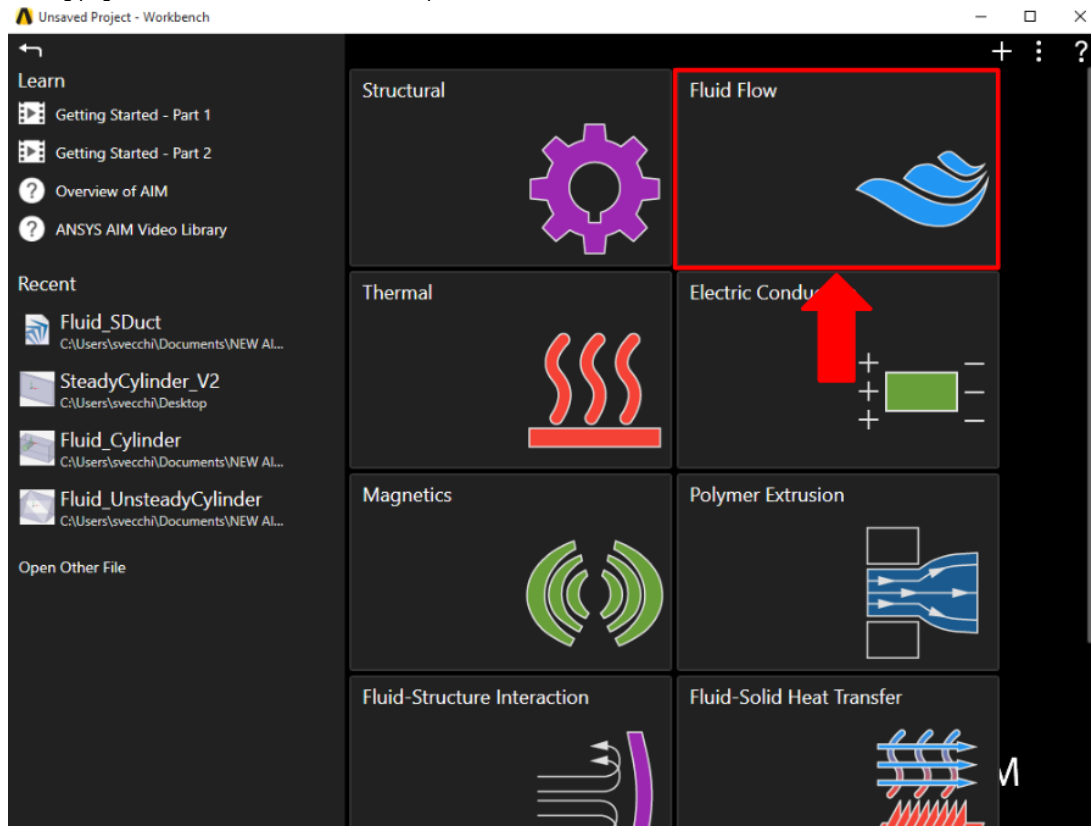 Unsaved Project - Workbench
?
Learn
Getting Started - Part 1
Getting Started - Part 2
? Overview of AIM
? ANSYS AIM Video Library
Recent
Fluid_SDuct
C:\Users\svecchi\Documents\NEW AI...
SteadyCylinder_V2
C:\Users\svecchi\Desktop
Fluid_Cylinder
C:\Users\svecchi\Documents\NEW AI...
Fluid_UnsteadyCylinder
C:\Users\svecchi\Documents\NEW AI...
Open Other File
Structural
Fluid Flow
Thermal
Electric
Magnetics
Polymer Extrusion
Fluid-Structure Interaction
Fluid-Solid Heat Transfer
M